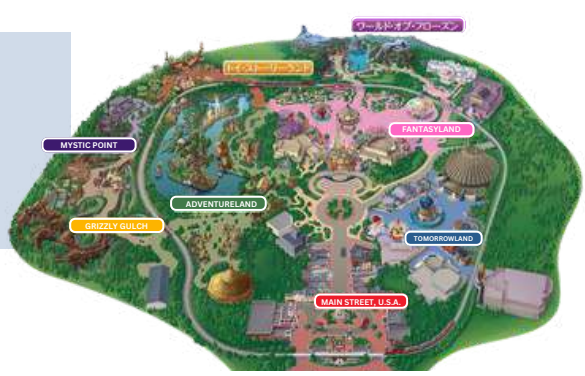 ワールド・オブ・フローズン
トイ・ストーリーランド
FANTASYLAND
MYSTIC POINT
ADVENTURELAND
GRIZZLY GULCH
TOMORROWLAND
MAIN STREET, U.S.A.